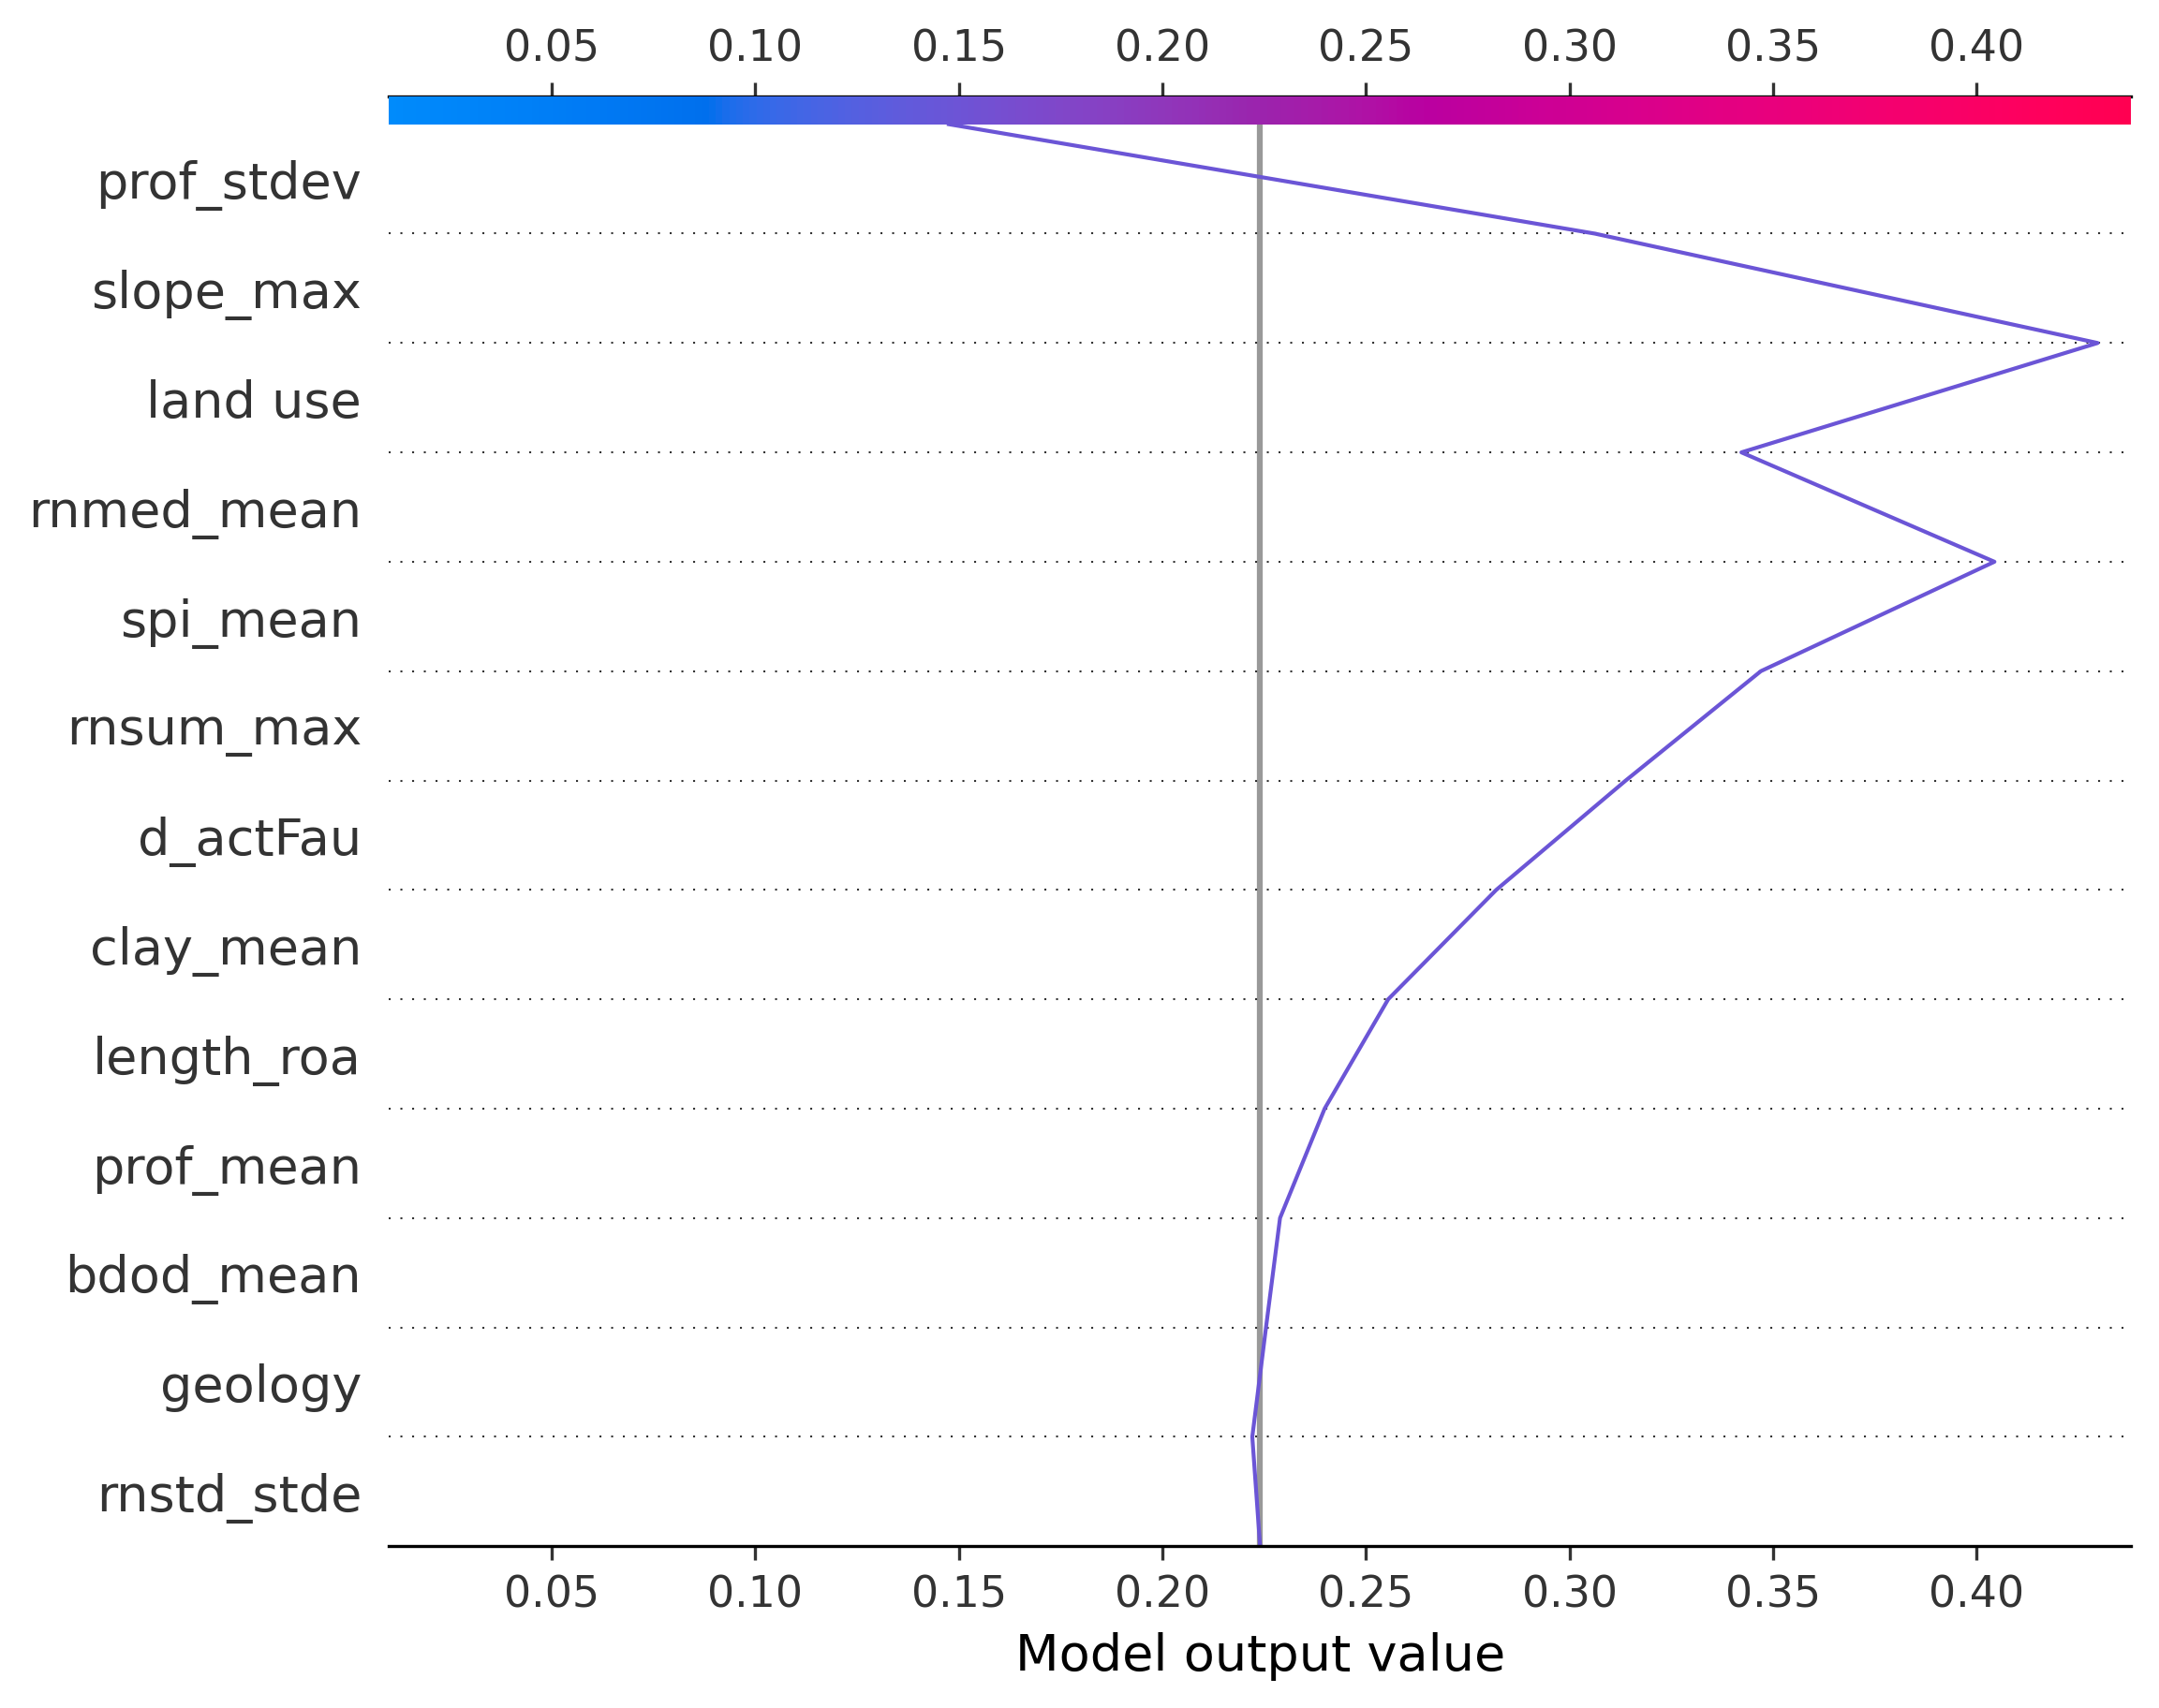 0.05 0.10 0.15 0.20 0.25 0.30 0.35 0.40
prof_stdev
slope_max
land use
rnmed_mean
spi_mean
rnsum_max
d_actFau
clay_mean
length_roa
prof_mean
bdod_mean
geology
rnstd_stde
0.05 0.10 0.15 0.20 0.25 0.30 0.35 0.40
Model output value